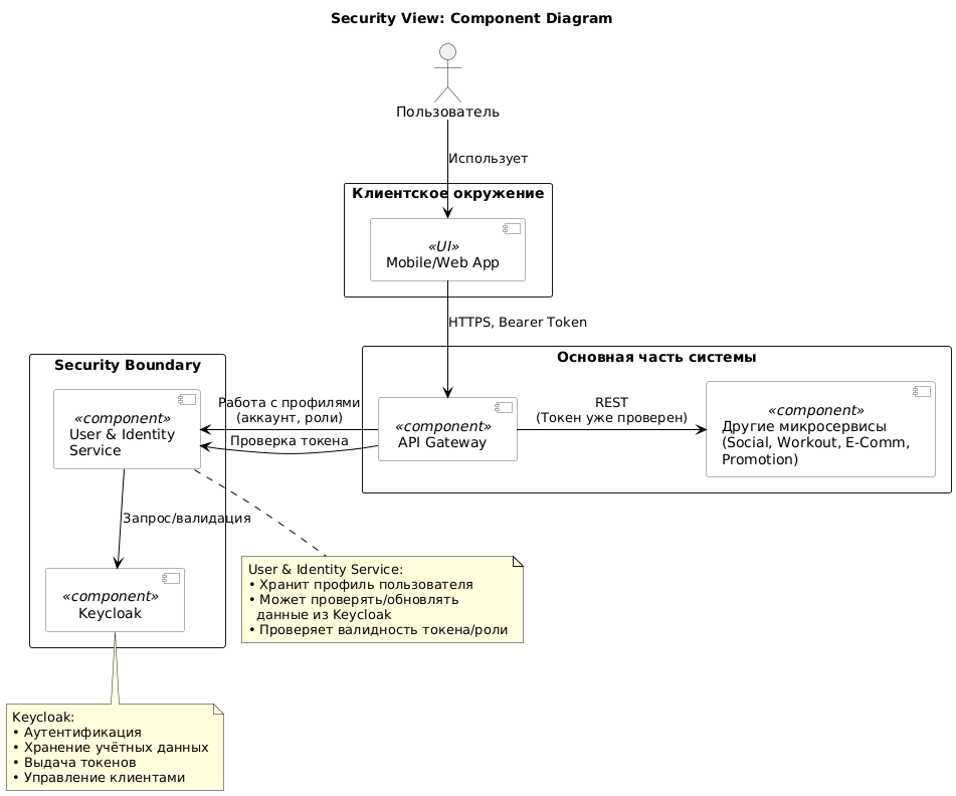 Security View: Component Diagram
Пользователь
Использует
Клиентское окружение
«UI»
Mobile/Web App
HTTPS, Bearer Token
Security Boundary
Основная часть системы
«component»
User & Identity
Service
Работа с профилями
(аккаунт, роли)
Проверка токена
«component»
API Gateway
REST
(Токен уже проверен)
«component»
Другие микросервисы
(Social, Workout, E-Comm,
Promotion)
Запрос/валидация
«component»
Keycloak
User & Identity Service:
• Хранит профиль пользователя
• Может проверять/обновлять
данные из Keycloak
• Проверяет валидность токена/роли
Keycloak:
• Аутентификация
• Хранение учётных данных
• Выдача токенов
• Управление клиентами